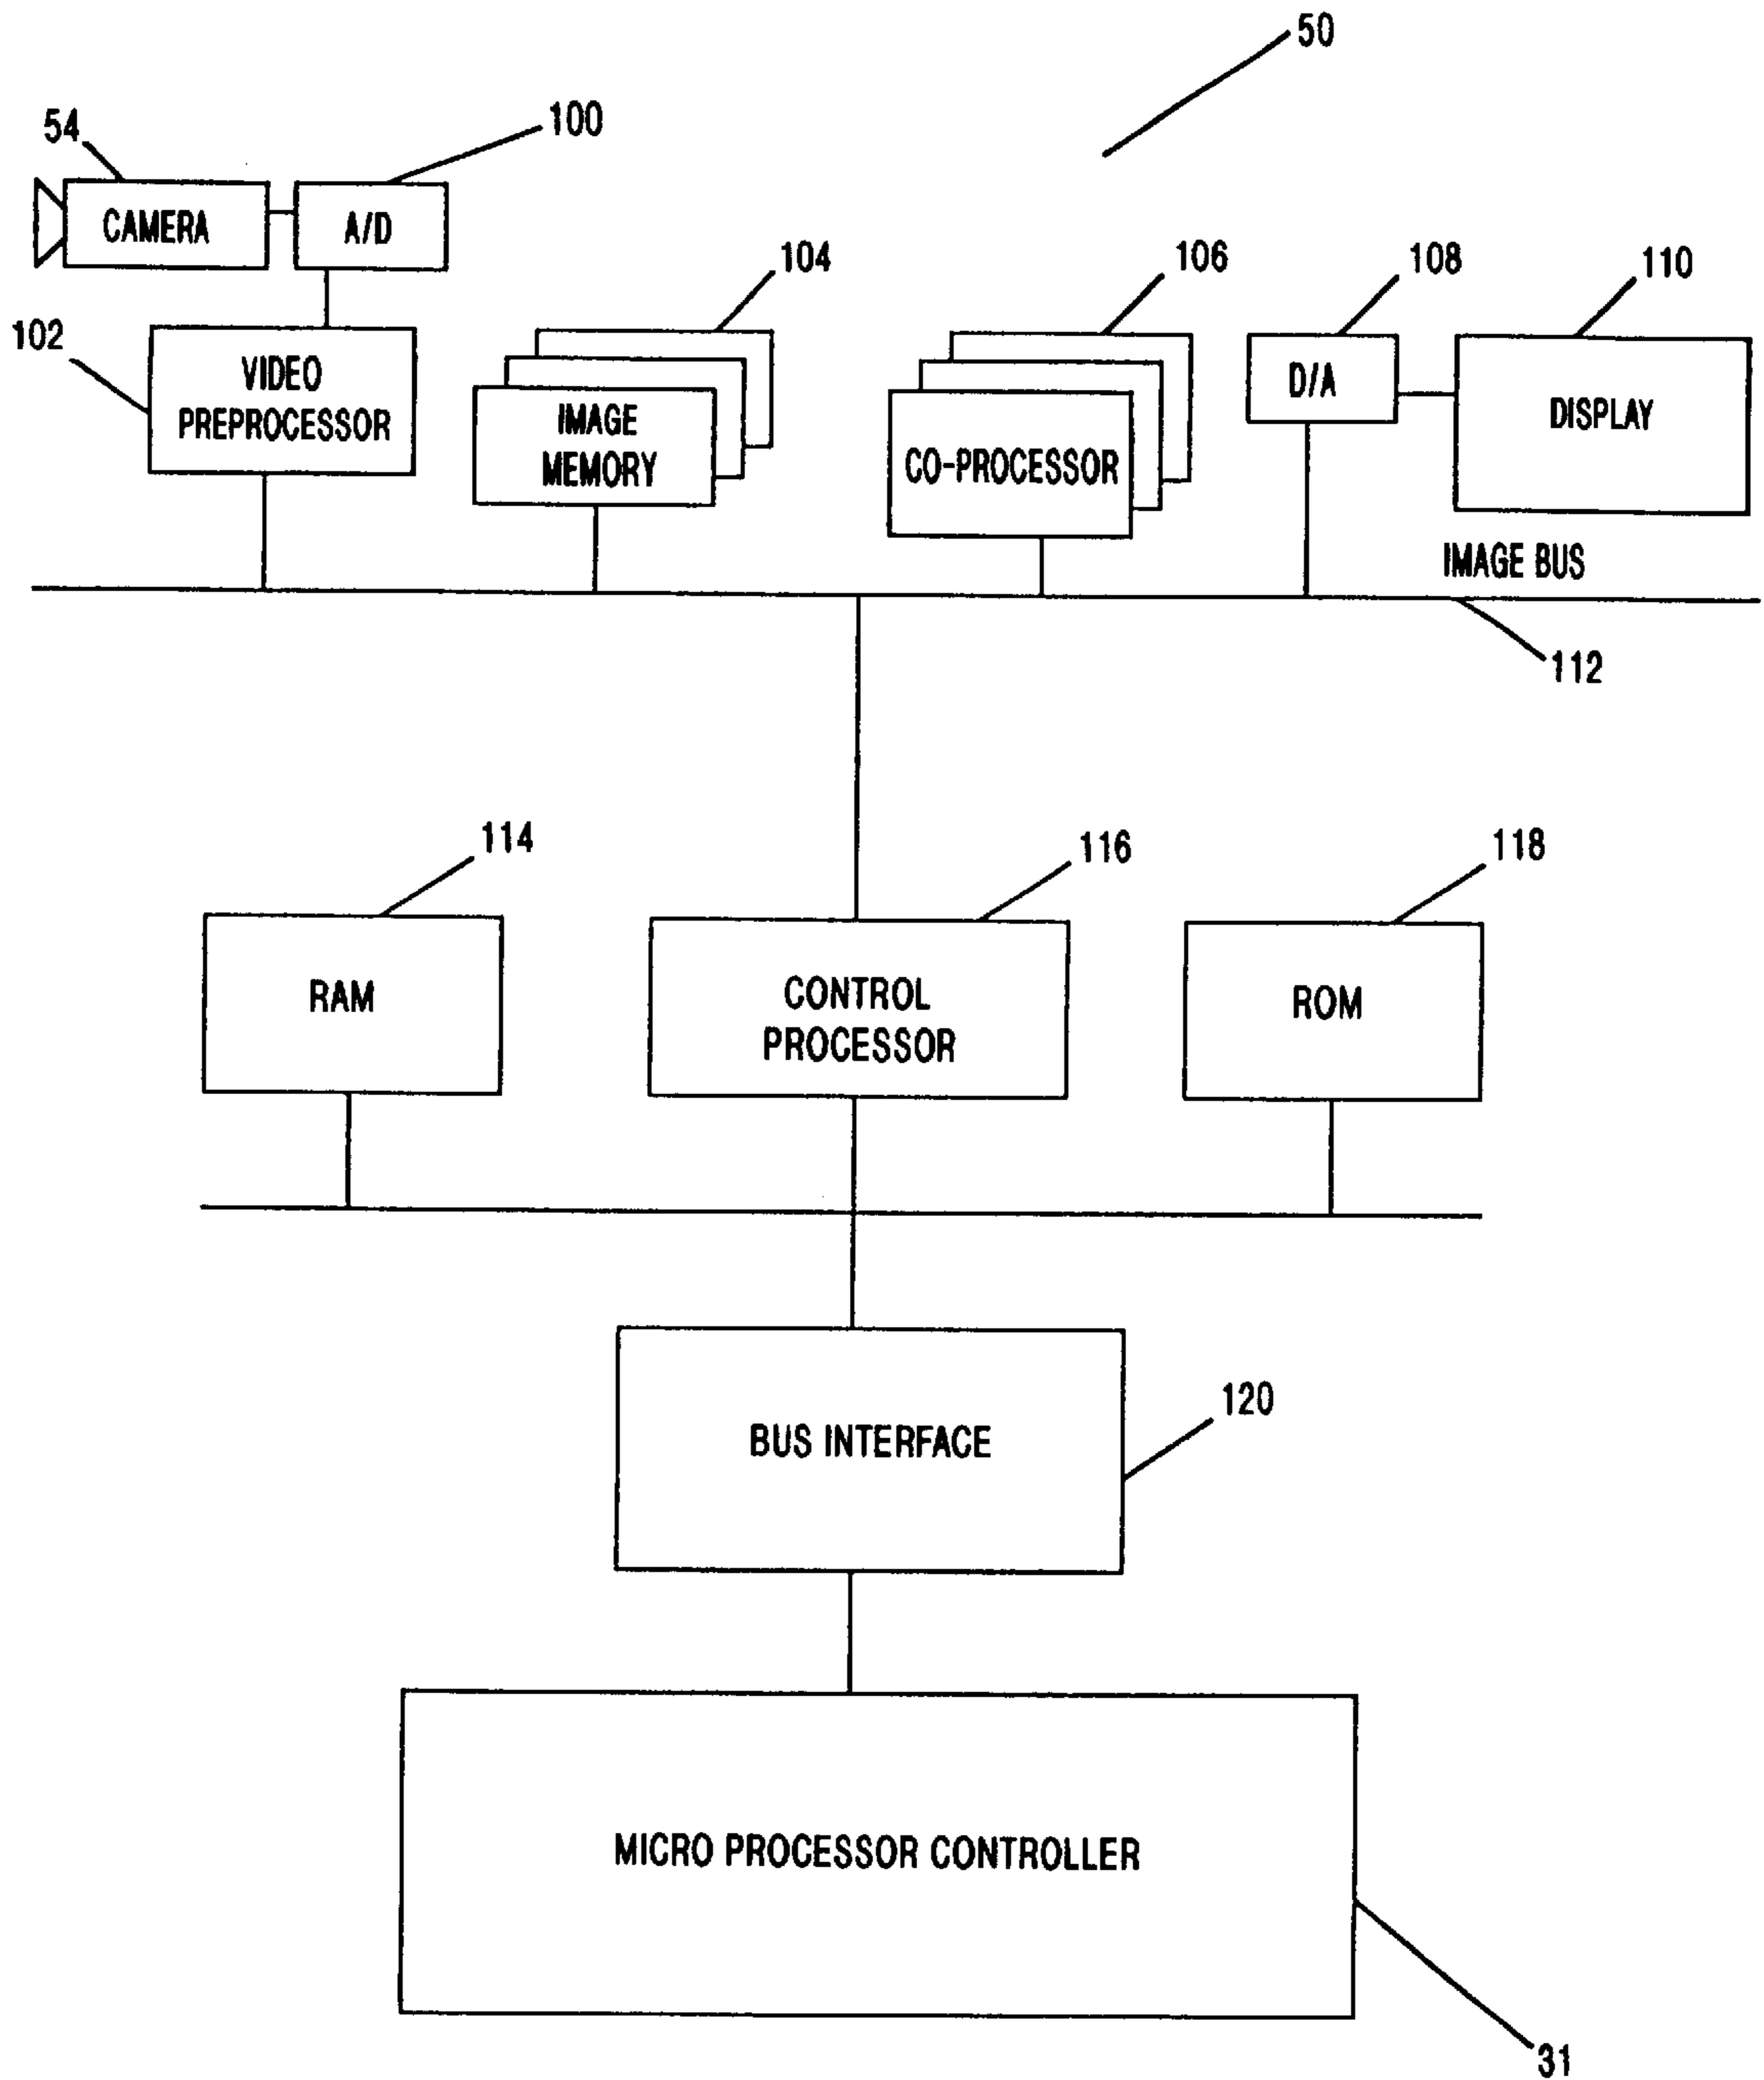 50
54
100
CAMERA
A/D
104
106
108
110
102
VIDEO
PREPROCESSOR
IMAGE
MEMORY
CO-PROCESSOR
D/A
DISPLAY
IMAGE BUS
112
114
116
118
RAM
CONTROL
PROCESSOR
ROM
BUS INTERFACE
120
MICRO PROCESSOR CONTROLLER
31